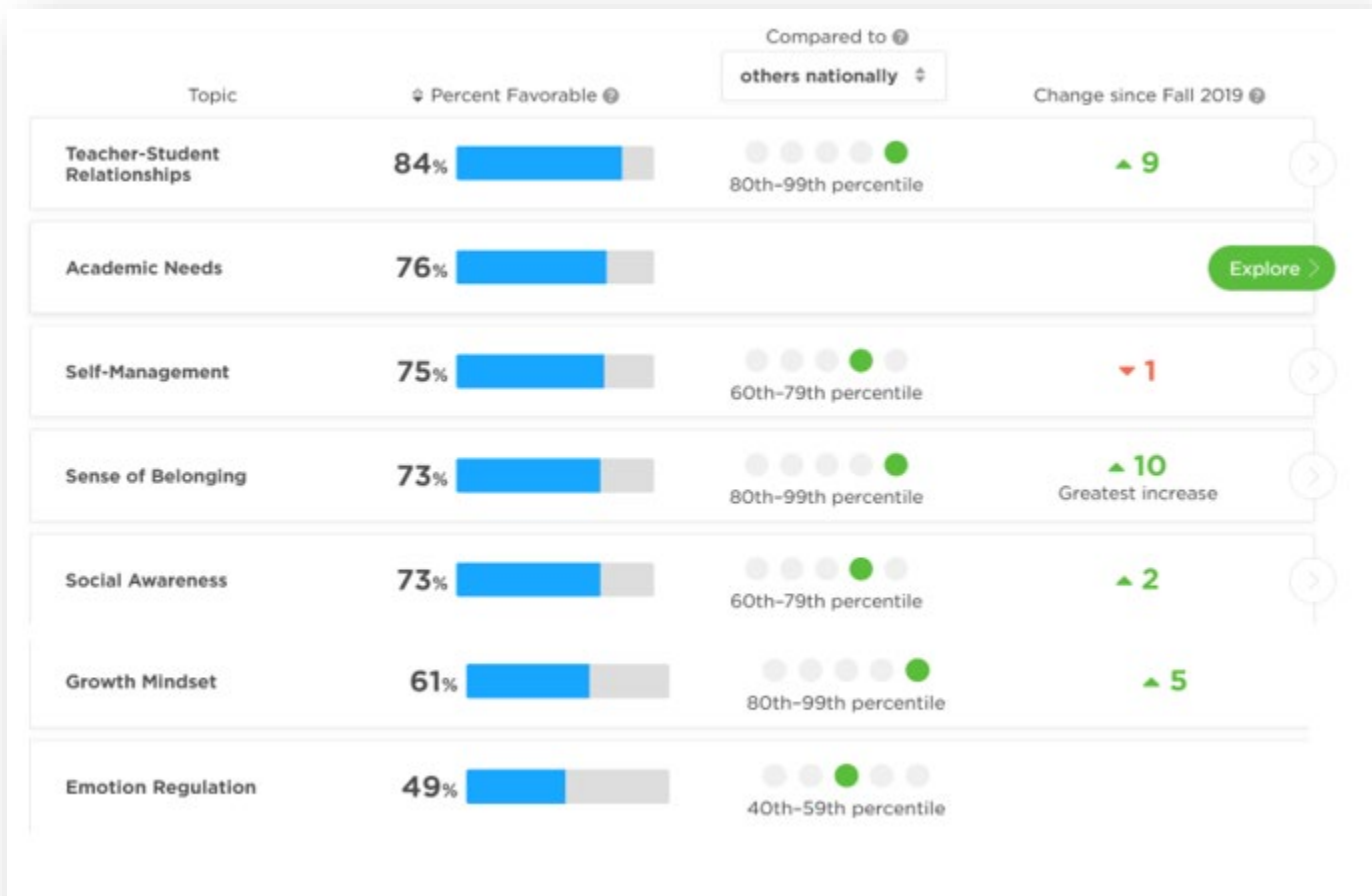 Compared to
others nationally
Topic
Percent Favorable
Change since Fall 2019
Teacher-Student
Relationships
84%
80th–99th percentile
9
Academic Needs
76%
Explore
Self-Management
75%
60th–79th percentile
1
Sense of Belonging
73%
80th–99th percentile
10
Greatest increase
Social Awareness
73%
60th–79th percentile
2
Growth Mindset
61%
80th–99th percentile
5
Emotion Regulation
49%
40th–59th percentile